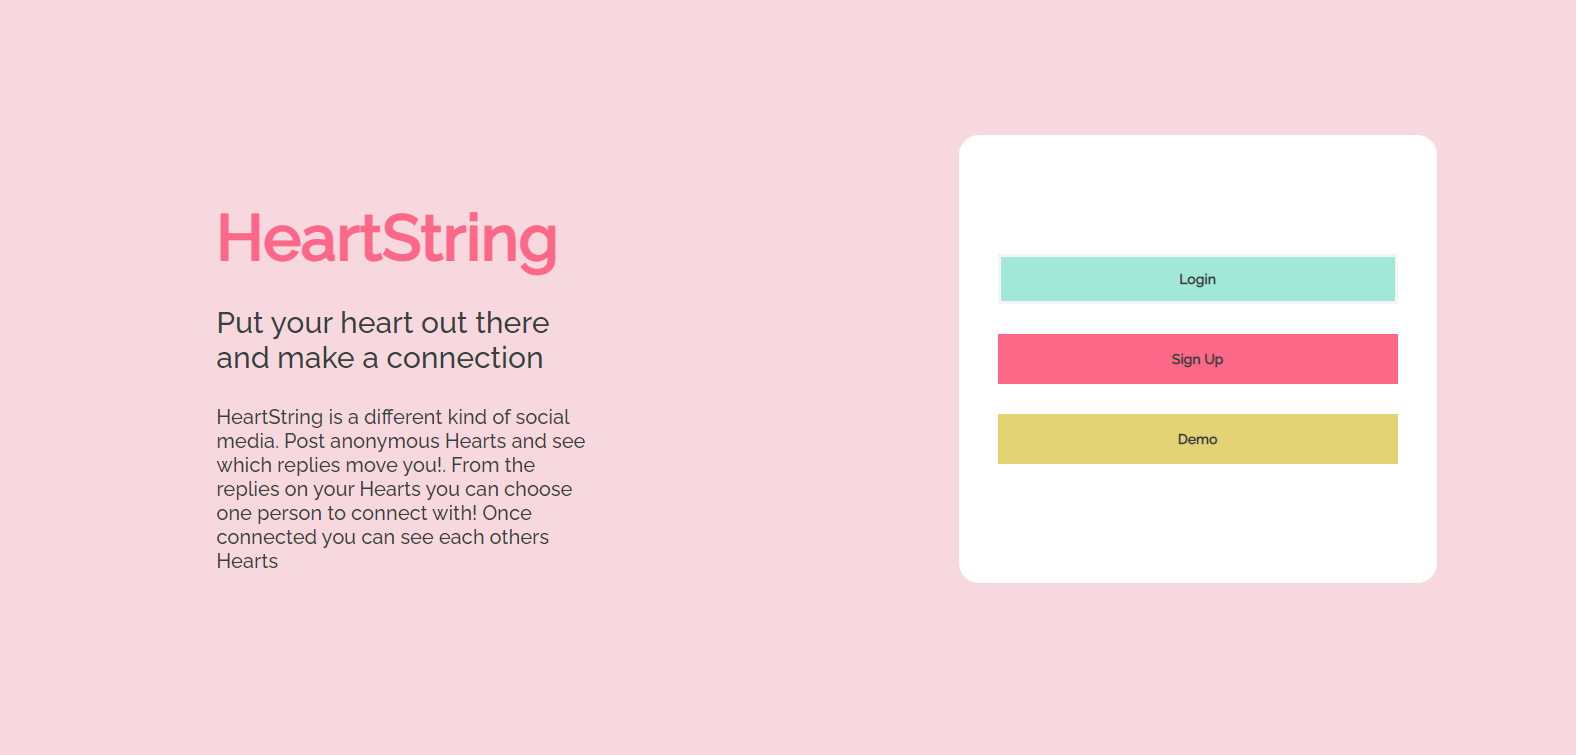 HeartString
Put your heart out there
and make a connection
HeartString is a different kind of social
media. Post anonymous Hearts and see
which replies move you!. From the
replies on your Hearts you can choose
one person to connect with! Once
connected you can see each others
Hearts
Login
Sign Up
Demo